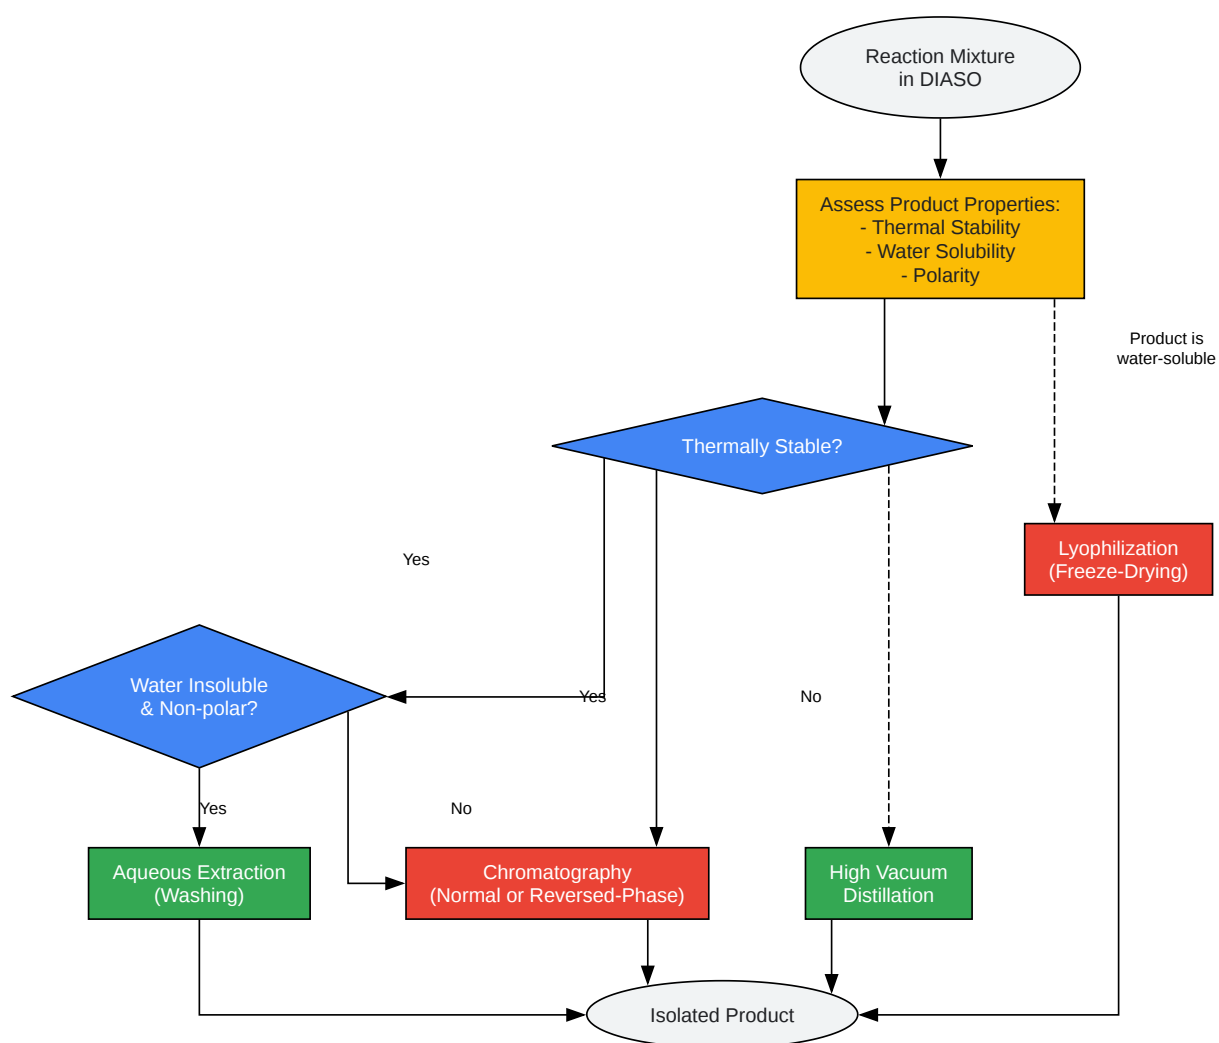 Reaction Mixture
in DIASO
Assess Product Properties:
- Thermal Stability
- Water Solubility
- Polarity
Product is
water-soluble
Thermally Stable?
Lyophilization
(Freeze-Drying)
Yes
Water Insoluble
& Non-polar?
Yes
No
Yes
No
Aqueous Extraction
(Washing)
Chromatography
(Normal or Reversed-Phase)
High Vacuum
Distillation
Isolated Product